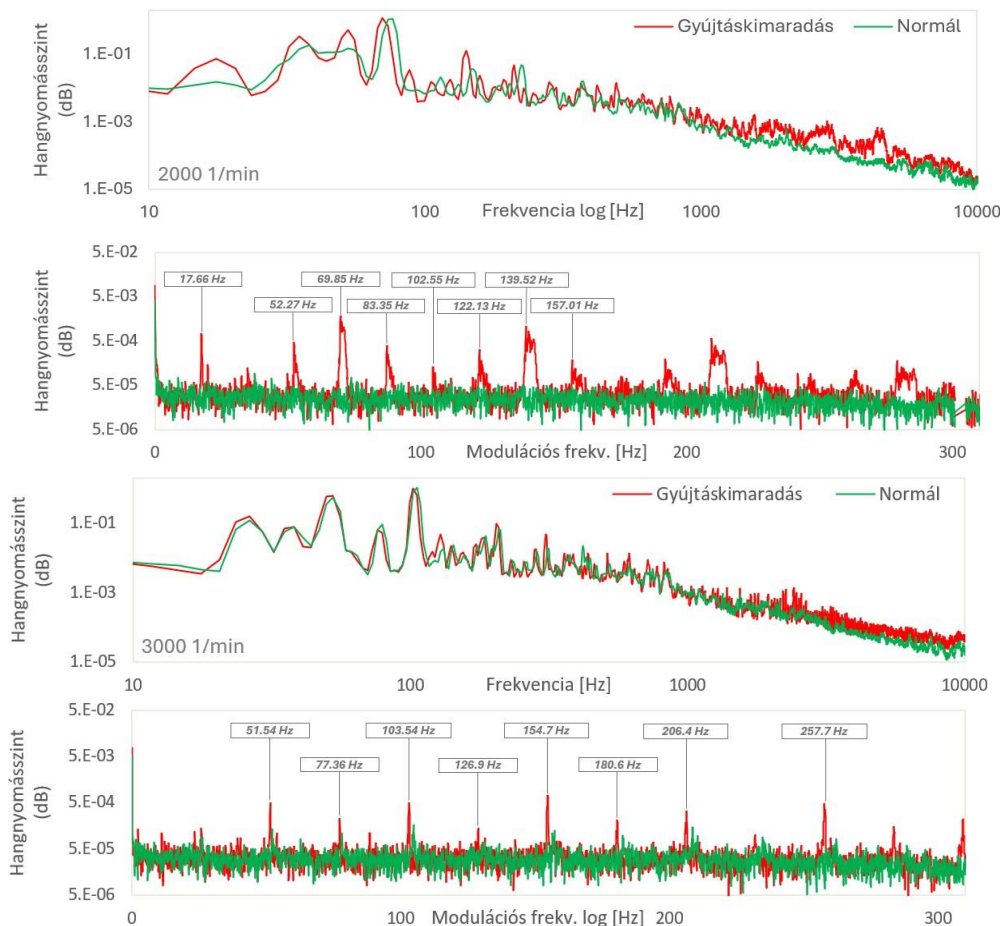 Gyújtáskimaradás Normál
1.E-01
1.E-03
1.E-05
Hangnyomásszint
(dB)
2000 1/min
10 100 1000 10000
Frekvencia log [Hz]
5.E-02
5.E-03
5.E-04
5.E-05
5.E-06
Hangnyomásszint
(dB)
17.66 Hz 69.85 Hz 102.55 Hz 139.52 Hz
52.27 Hz 83.35 Hz 122.13 Hz 157.01 Hz
0 100 200 300
Modulációs frekv. [Hz]
Gyújtáskimaradás Normál
1.E-01
1.E-03
1.E-05
Hangnyomásszint
(dB)
3000 1/min
10 100 1000 10000
Frekvencia [Hz]
5.E-02
5.E-03
5.E-04
5.E-05
5.E-06
Hangnyomásszint
(dB)
51.54 Hz 103.54 Hz 154.7 Hz 206.4 Hz 257.7 Hz
77.36 Hz 126.9 Hz 180.6 Hz
0 100 200 300
Modulációs frekv. log [Hz]